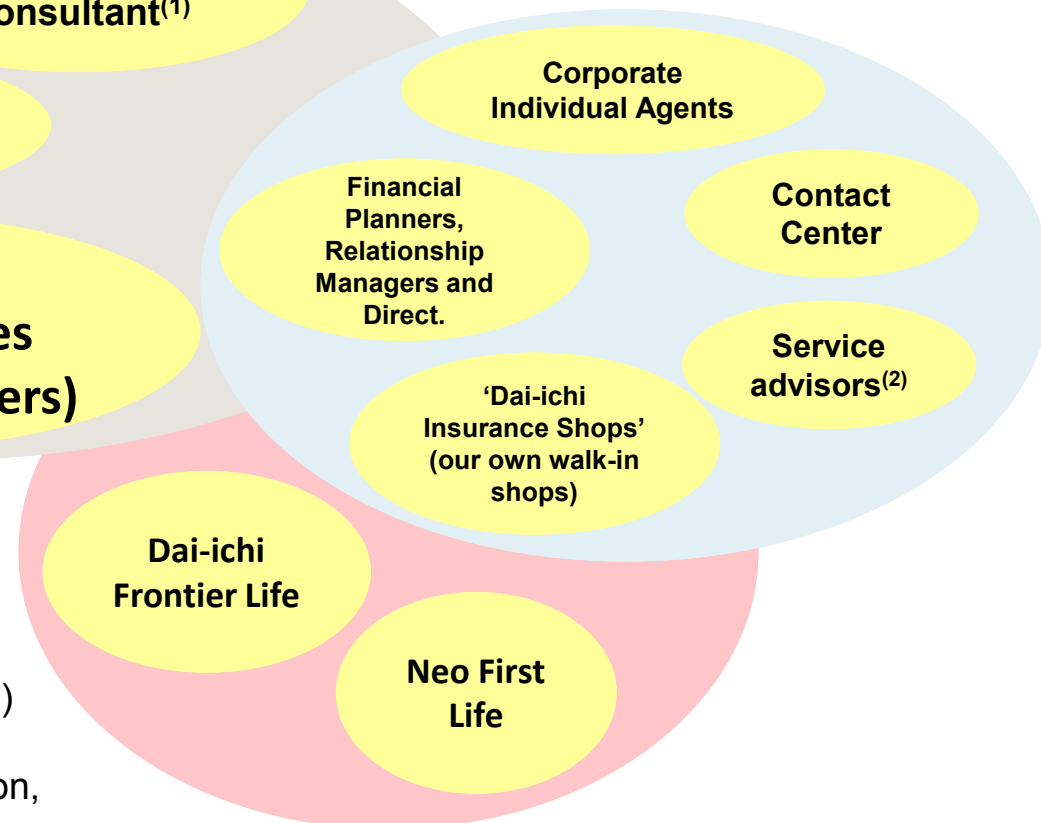 onsultant(1)
Corporate
Individual Agents
Financial
Planners,
Relationship
Managers and
Direct.
Contact
Center
es
ers)
Service
advisors(2)
‘Dai-ichi
Insurance Shops’
(our own walk-in
shops)
Dai-ichi
Frontier Life
Neo First
Life
)
on,